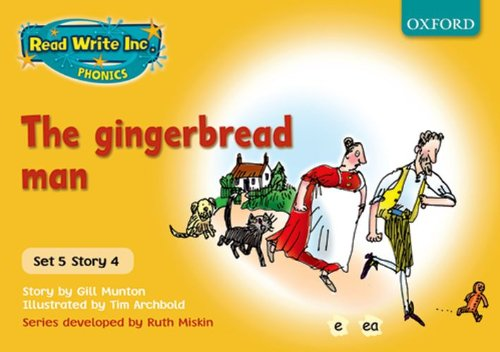 Read Write Inc.
PHONICS
OXFORD
The gingerbread
man
Set 5 Story 4
Story by Gill Munton
Illustrated by Tim Archbold
Series developed by Ruth Miskin
e ea